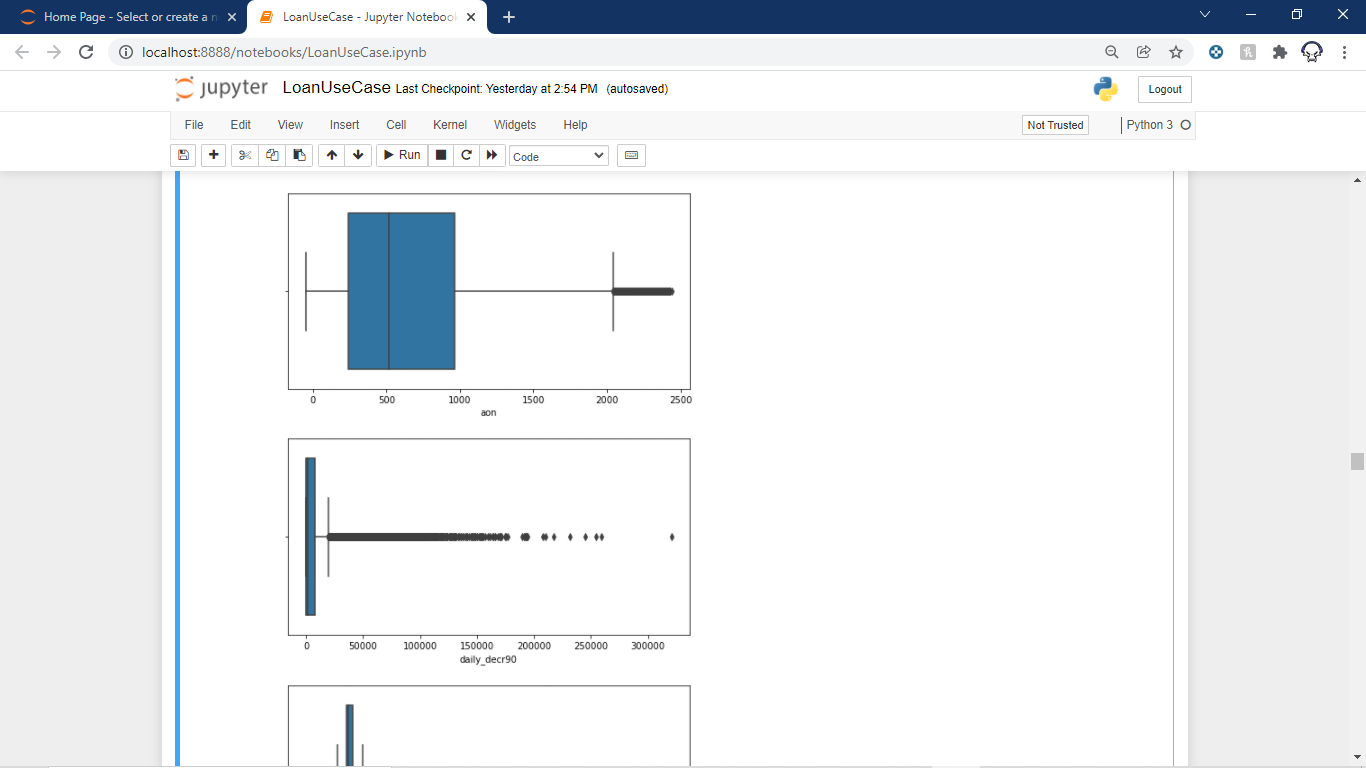 Home Page - Select or create a n
LoanUseCase - Jupyter Notebook
localhost:8888/notebooks/LoanUseCase.ipynb
jupyter LoanUseCase Last Checkpoint: Yesterday at 2:54 PM (autosaved)
Logout
File Edit View Insert Cell Kernel Widgets Help
Not Trusted
Python 3
Run
Code
0 500 1000 1500 2000 2500
aon
0 50000 100000 150000 200000 250000 300000
daily_decr90